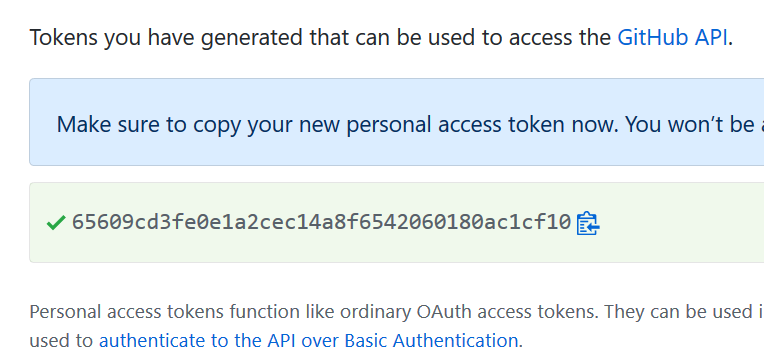 Tokens you have generated that can be used to access the GitHub API.
Make sure to copy your new personal access token now. You won’t be a
65609cd3fe0e1a2cec14a8f6542060180ac1cf10
Personal access tokens function like ordinary OAuth access tokens. They can be used i
used to authenticate to the API over Basic Authentication.